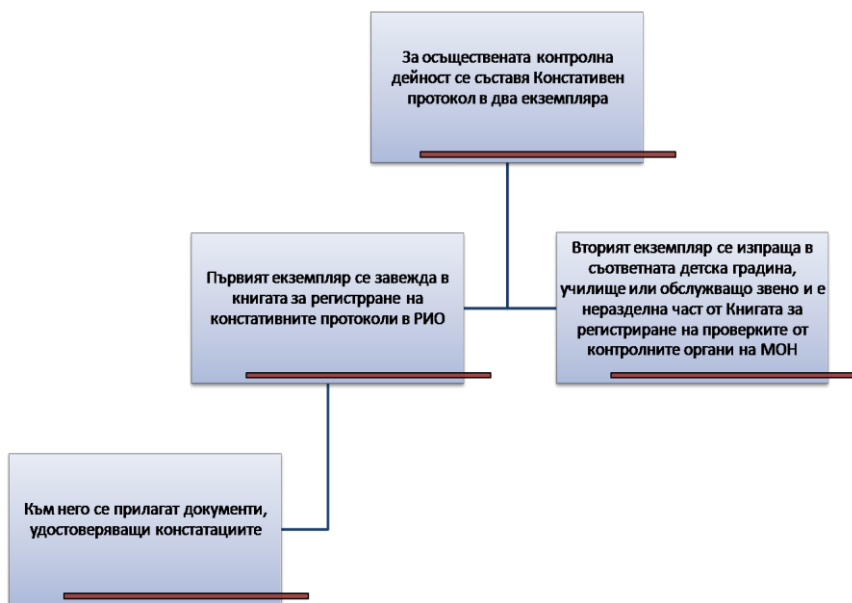 За осъществената контролна
дейност се съставя Констативен
протокол в два екземпляра
Първият екземпляр се завежда в
книгата за регистрране на
констативните протоколи в РИО
Вторият екземпляр се изпраща в
съответната детска градина,
училище или обслужващо звено и е
неразделна част от Книгата за
регистриране на проверките от
контролните органи на МОН
Към него се прилагат документи,
удостоверяващи констатациите